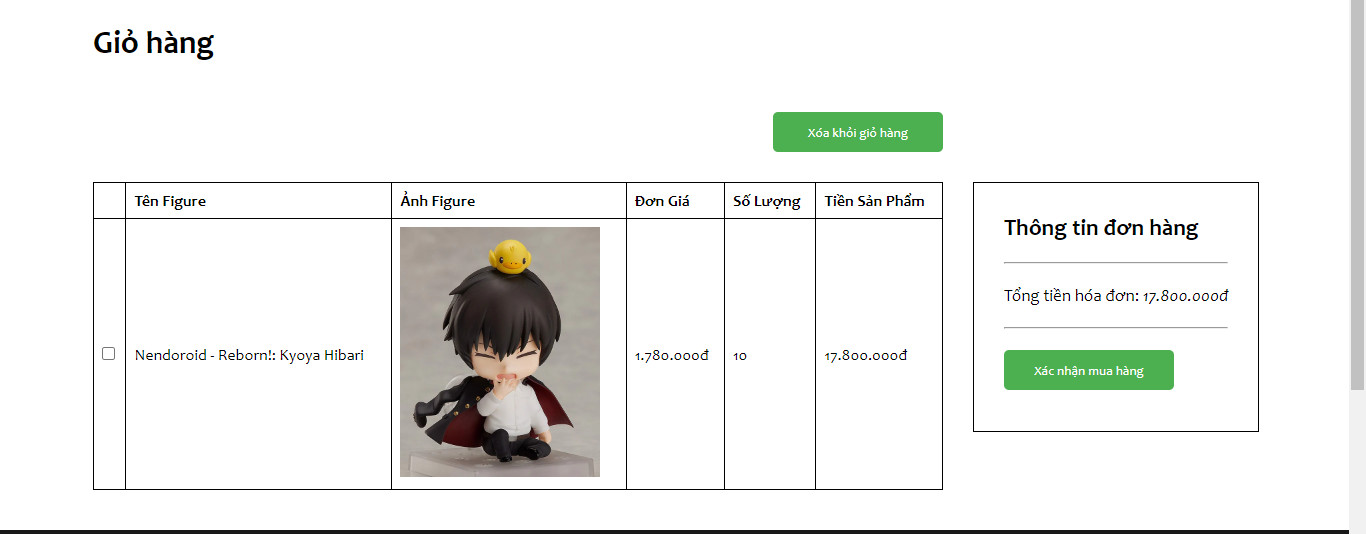 Giỏ hàng
Xóa khỏi giỏ hàng
Tên Figure Ảnh Figure Đơn Giá Số Lượng Tiền Sản Phẩm
Nendoroid - Reborn!: Kyoya Hibari 1.780.000đ 10 17.800.000đ
Thông tin đơn hàng
Tổng tiền hóa đơn: 17.800.000đ
Xác nhận mua hàng